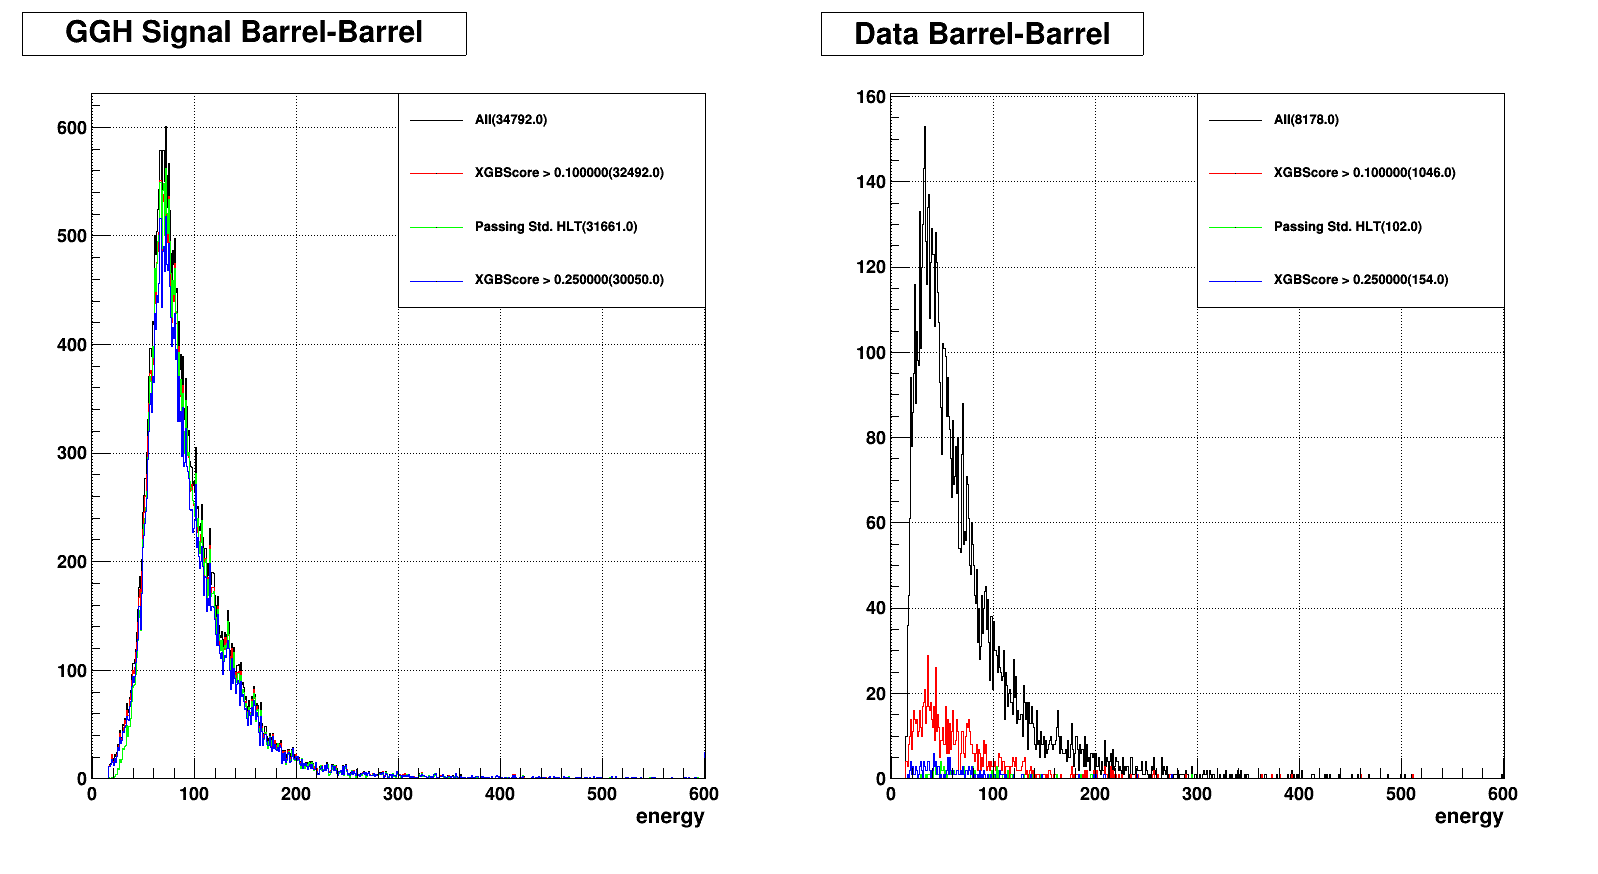 GGH Signal Barrel-Barrel
All(34792.0)
XGBScore > 0.100000(32492.0)
Passing Std. HLT(31661.0)
XGBScore > 0.250000(30050.0)
600
500
400
300
200
100
0
0 100 200 300 400 500 600
energy
Data Barrel-Barrel
All(8178.0)
XGBScore > 0.100000(1046.0)
Passing Std. HLT(102.0)
XGBScore > 0.250000(154.0)
160
140
120
100
80
60
40
20
0
0 100 200 300 400 500 600
energy